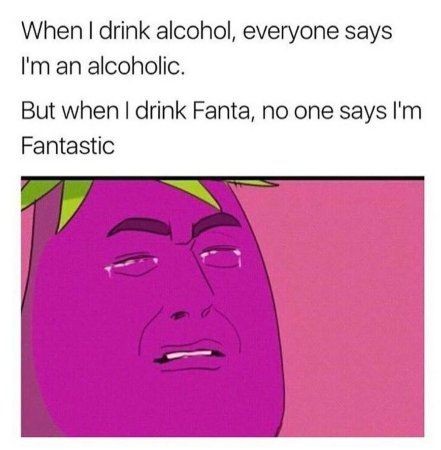 When I drink alcohol, everyone says
I'm an alcoholic.
But when I drink Fanta, no one says I'm
Fantastic